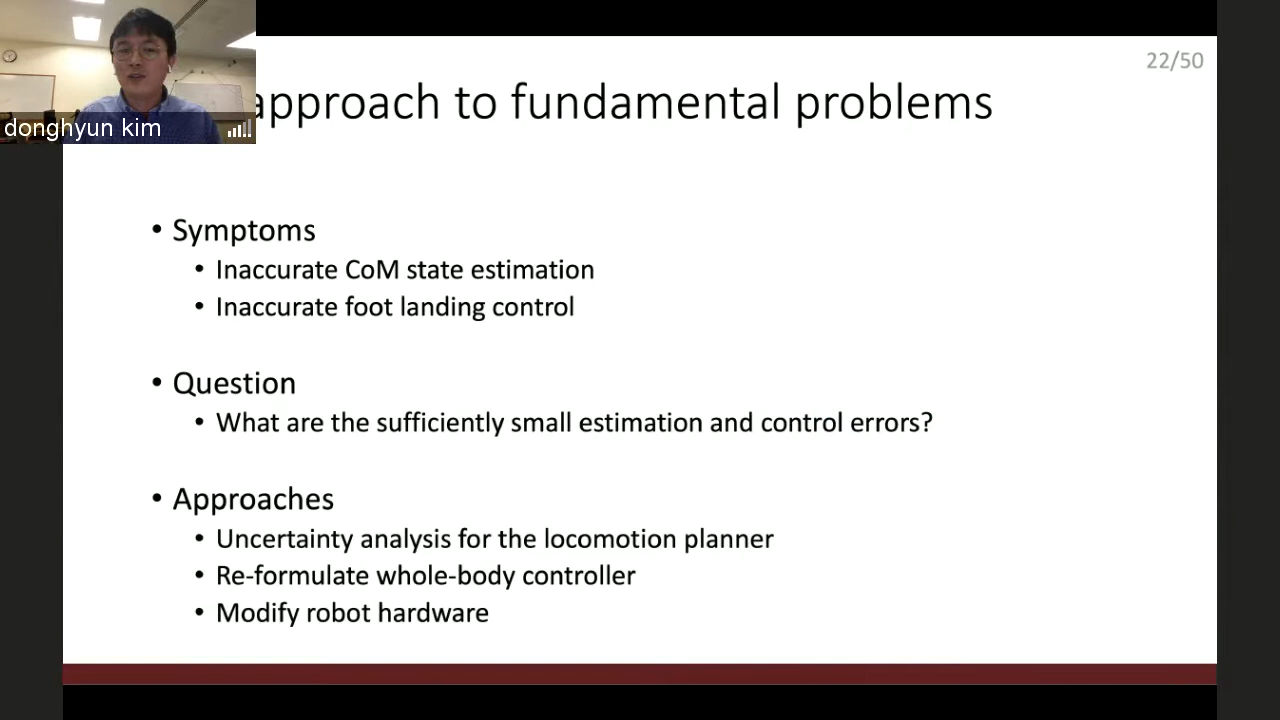 22/50
approach to fundamental problems
donghyun kim
• Symptoms
• Inaccurate CoM state estimation
• Inaccurate foot landing control
• Question
• What are the sufficiently small estimation and control errors?
• Approaches
• Uncertainty analysis for the locomotion planner
• Re-formulate whole-body controller
• Modify robot hardware